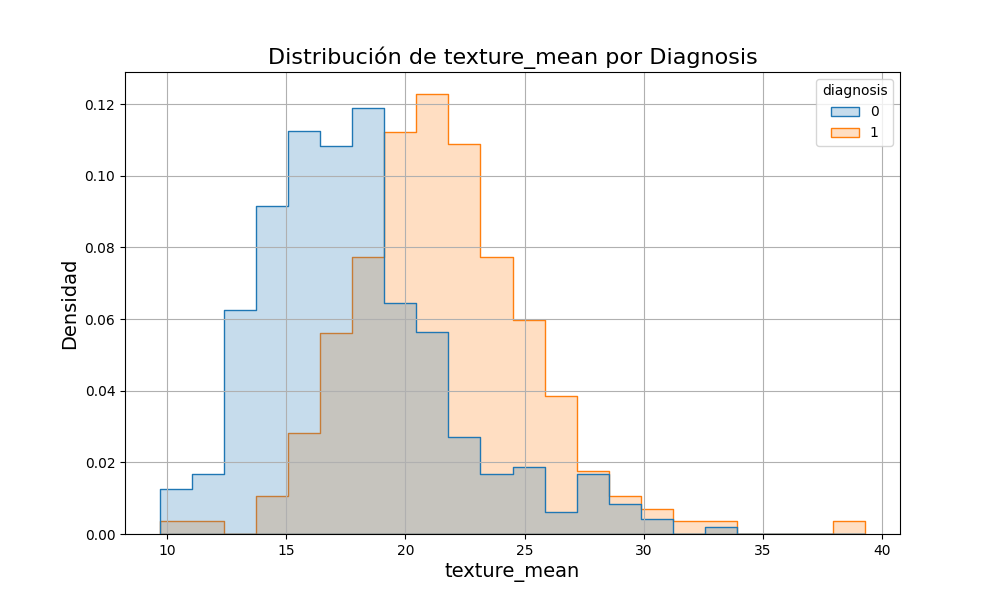 Distribución de texture_mean por Diagnosis
diagnosis
0
1
0.12
0.10
0.08
0.06
0.04
0.02
0.00
Densidad
10 15 20 25 30 35 40
texture_mean